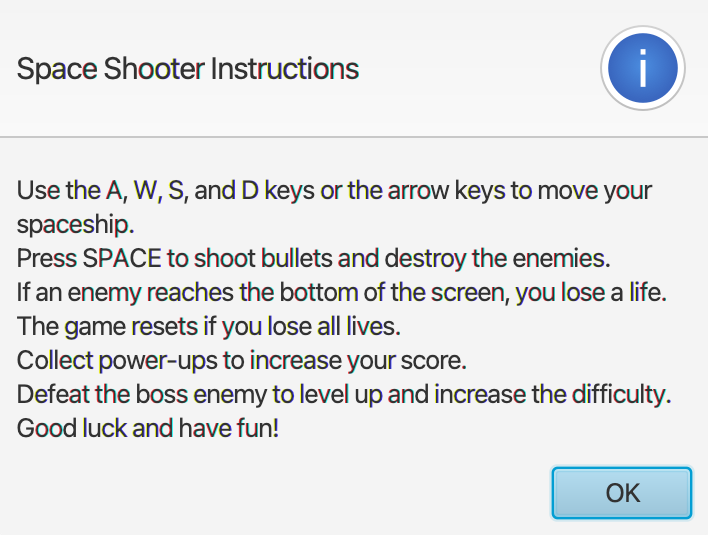 Space Shooter Instructions
i
Use the A, W, S, and D keys or the arrow keys to move your
spaceship.
Press SPACE to shoot bullets and destroy the enemies.
If an enemy reaches the bottom of the screen, you lose a life.
The game resets if you lose all lives.
Collect power-ups to increase your score.
Defeat the boss enemy to level up and increase the difficulty.
Good luck and have fun!
OK